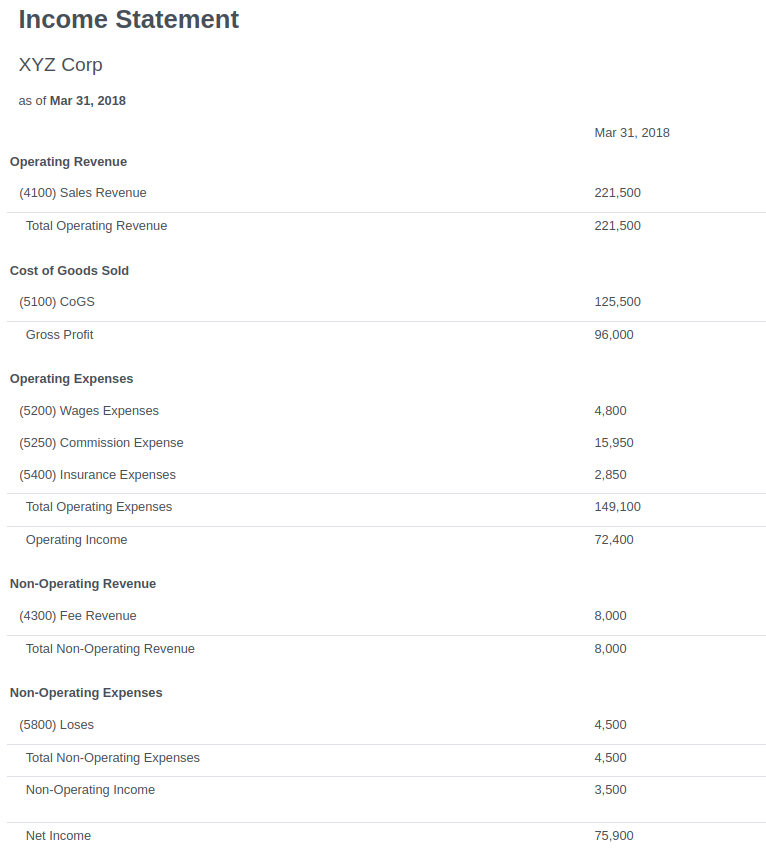 Income Statement
XYZ Corp
as of Mar 31, 2018
Mar 31, 2018
Operating Revenue
(4100) Sales Revenue 221,500
Total Operating Revenue 221,500
Cost of Goods Sold
(5100) CoGS 125,500
Gross Profit 96,000
Operating Expenses
(5200) Wages Expenses 4,800
(5250) Commission Expense 15,950
(5400) Insurance Expenses 2,850
Total Operating Expenses 149,100
Operating Income 72,400
Non-Operating Revenue
(4300) Fee Revenue 8,000
Total Non-Operating Revenue 8,000
Non-Operating Expenses
(5800) Loses 4,500
Total Non-Operating Expenses 4,500
Non-Operating Income 3,500
Net Income 75,900